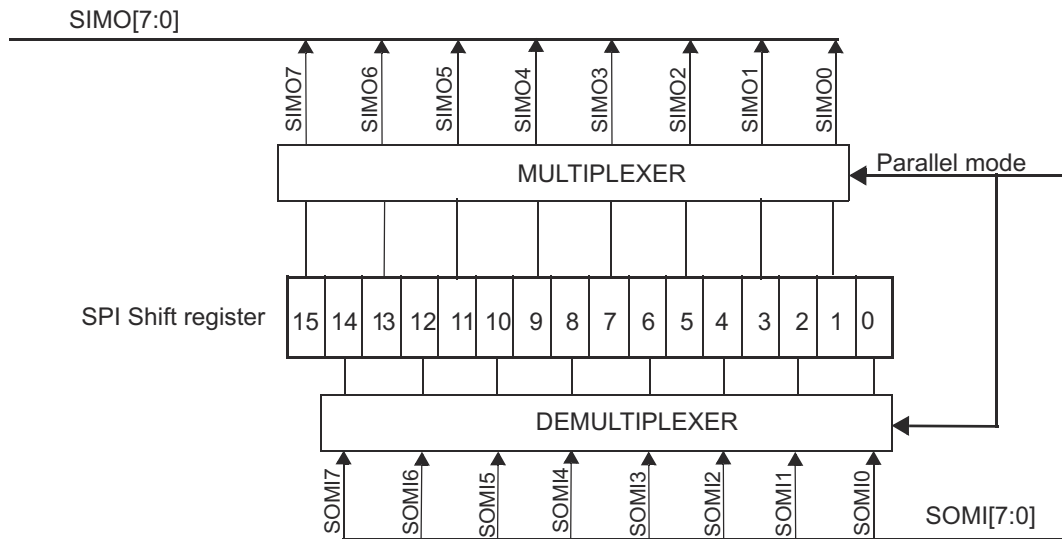 SIMO[7:0]
SIMO7
SIMO6
SIMO5
SIMO4
SIMO3
SIMO2
SIMO1
SIMO0
MULTIPLEXER
Parallel mode
SPI Shift register
15 14 13 12 11 10 9 8 7 6 5 4 3 2 1 0
DEMULTIPLEXER
SOMI7
SOMI6
SOMI5
SOMI4
SOMI3
SOMI2
SOMI1
SOMI0
SOMI[7:0]